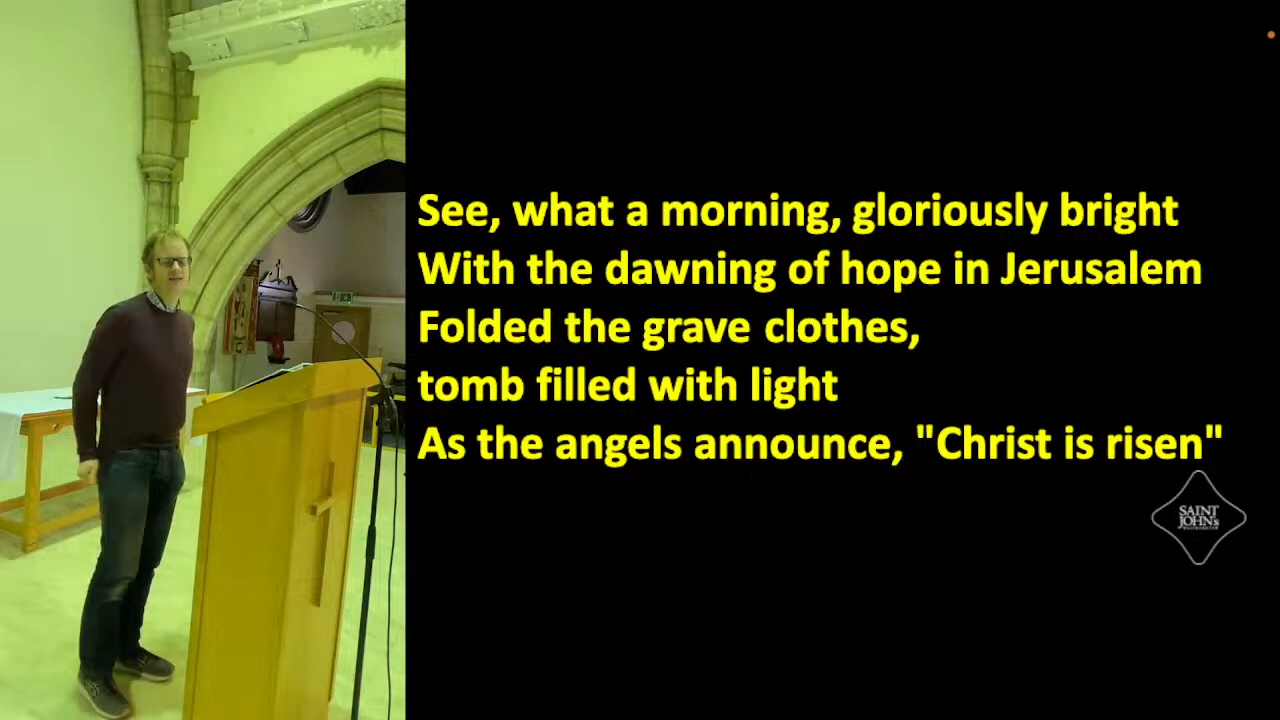 See, what a morning, gloriously bright
With the dawning of hope in Jerusalem
Folded the grave clothes,
tomb filled with light
As the angels announce, "Christ is risen"
SAINT
JOHN's